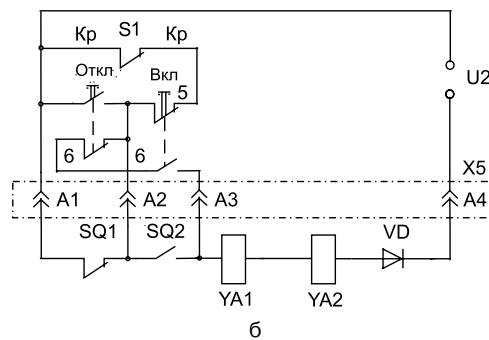 Кр S1 Кр
Откл. Вкл
5
U2
6 6
X5
A1 A2 A3 A4
SQ1 SQ2 VD
YA1 YA2
б